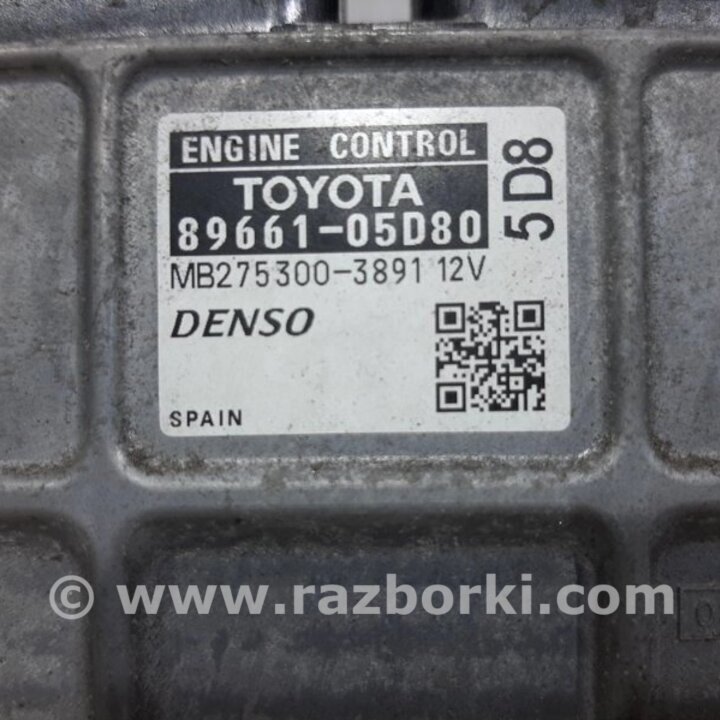 ENGINE CONTROL
TOYOTA
89661-05D80
5D8
MB275300-3891 12V
DENSO
SPAIN
© www.razborki.com